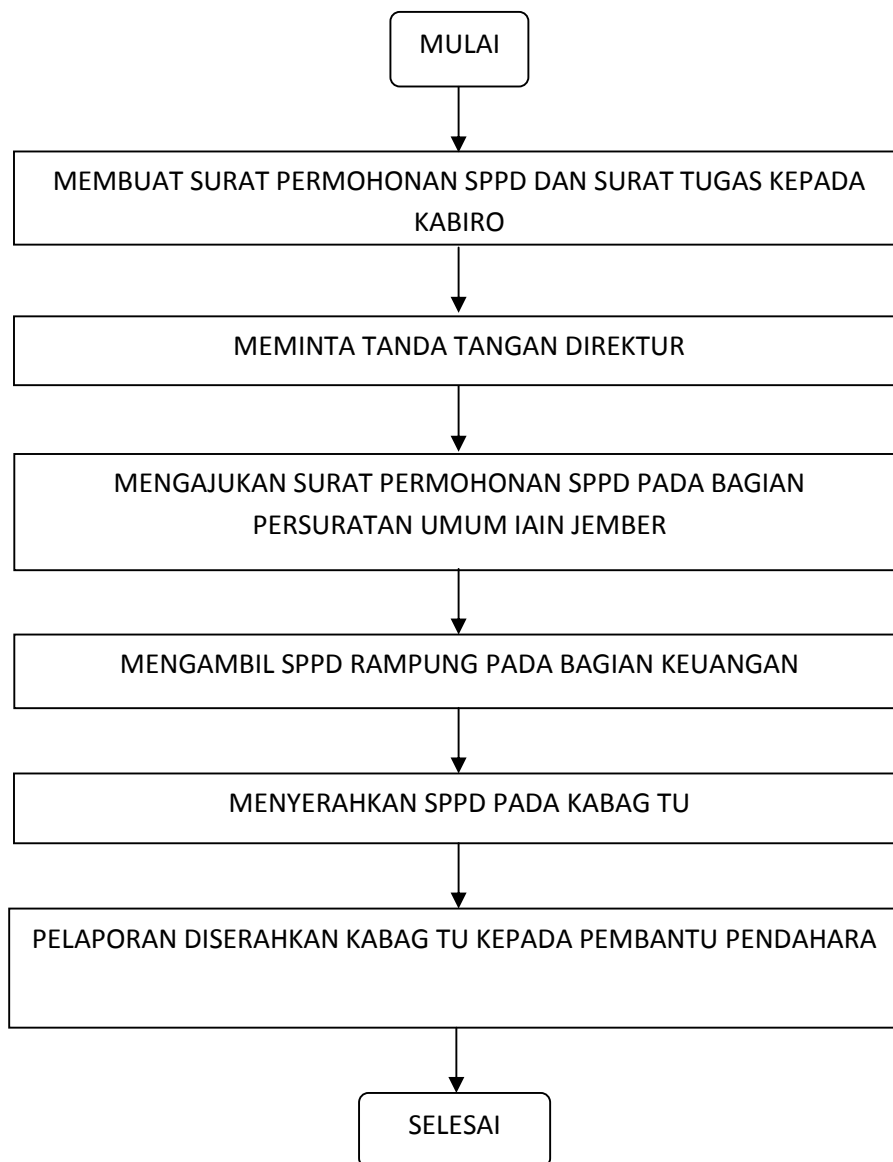 MULAI
MEMBUAT SURAT PERMOHONAN SPPD DAN SURAT TUGAS KEPADA
KABIRO
MEMINTA TANDA TANGAN DIREKTUR
MENGAJUKAN SURAT PERMOHONAN SPPD PADA BAGIAN
PERSURATAN UMUM IAIN JEMBER
MENGAMBIL SPPD RAMPUNG PADA BAGIAN KEUANGAN
MENYERAHKAN SPPD PADA KABAG TU
PELAPORAN DISERAHKAN KABAG TU KEPADA PEMBANTU PENDAHARA
SELESAI